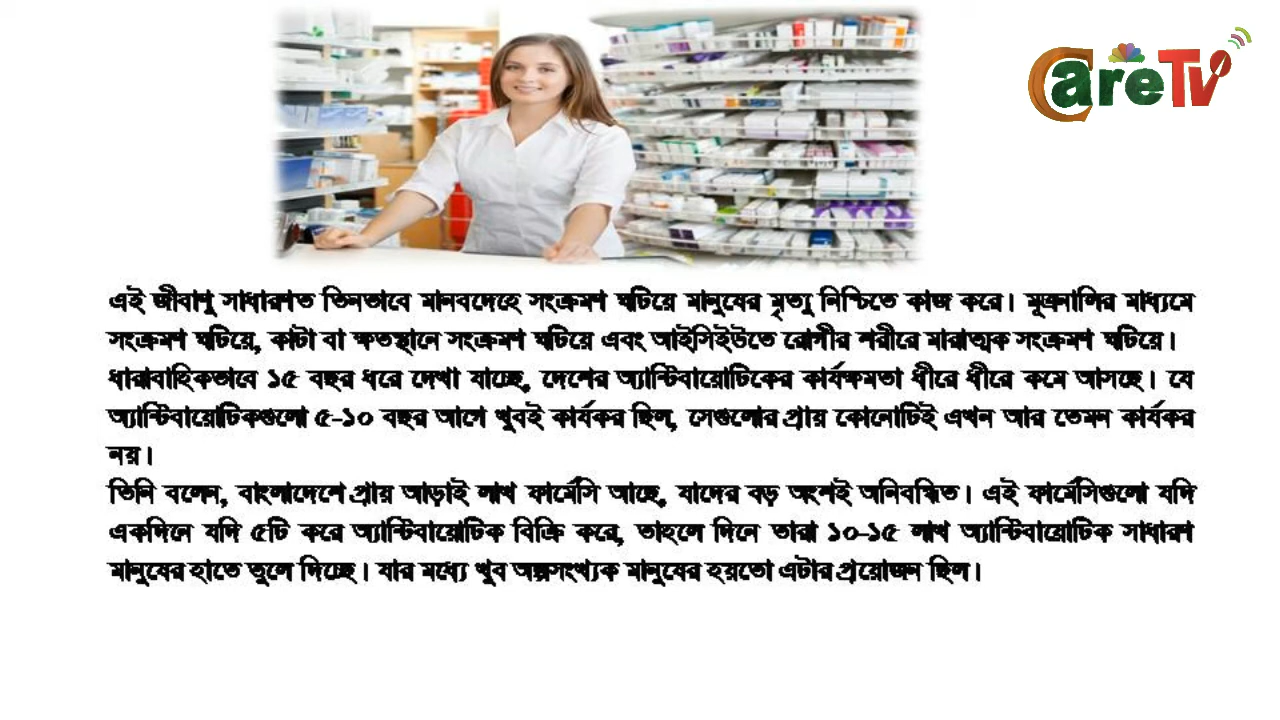 CareTv
এই জীবাণু সাধারণত তিনভাবে মানবদেহে সংক্রমণ ঘটিয়ে মানুষের মৃত্যু নিশ্চিতে কাজ করে। মূত্রনালির মাধ্যমে
সংক্রমণ ঘটিয়ে, কাটা বা ক্ষতস্থানে সংক্রমণ ঘটিয়ে এবং আইসিইউতে রোগীর শরীরে মারাত্মক সংক্রমণ ঘটিয়ে।
ধারাবাহিকভাবে ১৫ বছর ধরে দেখা যাচ্ছে, দেশের অ্যান্টিবায়োটিকের কার্যক্ষমতা ধীরে ধীরে কমে আসছে। যে
অ্যান্টিবায়োটিকগুলো ৫-১০ বছর আগে খুবই কার্যকর ছিল, সেগুলোর প্রায় কোনোটিই এখন আর তেমন কার্যকর
নয়।
তিনি বলেন, বাংলাদেশে প্রায় আড়াই লাখ ফার্মেসি আছে, যাদের বড় অংশই অনিবন্ধিত। এই ফার্মেসিগুলো যদি
একদিনে যদি ৫টি করে অ্যান্টিবায়োটিক বিক্রি করে, তাহলে দিনে তারা ১০-১৫ লাখ অ্যান্টিবায়োটিক সাধারণ
মানুষের হাতে তুলে দিচ্ছে। যার মধ্যে খুব অল্পসংখ্যক মানুষের হয়তো এটার প্রয়োজন ছিল।